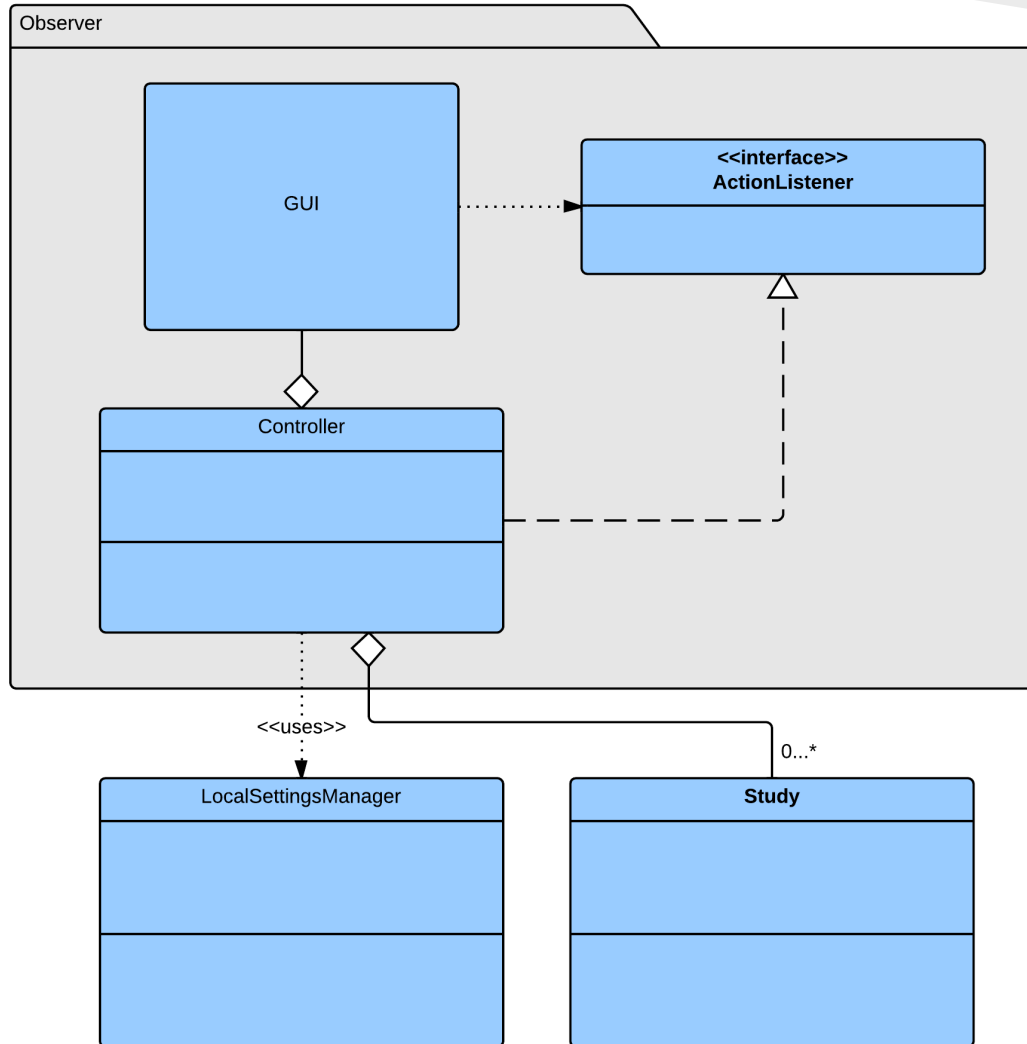 Observer
GUI
<<interface>>
ActionListener
Controller
<<uses>>
0...*
LocalSettingsManager
Study